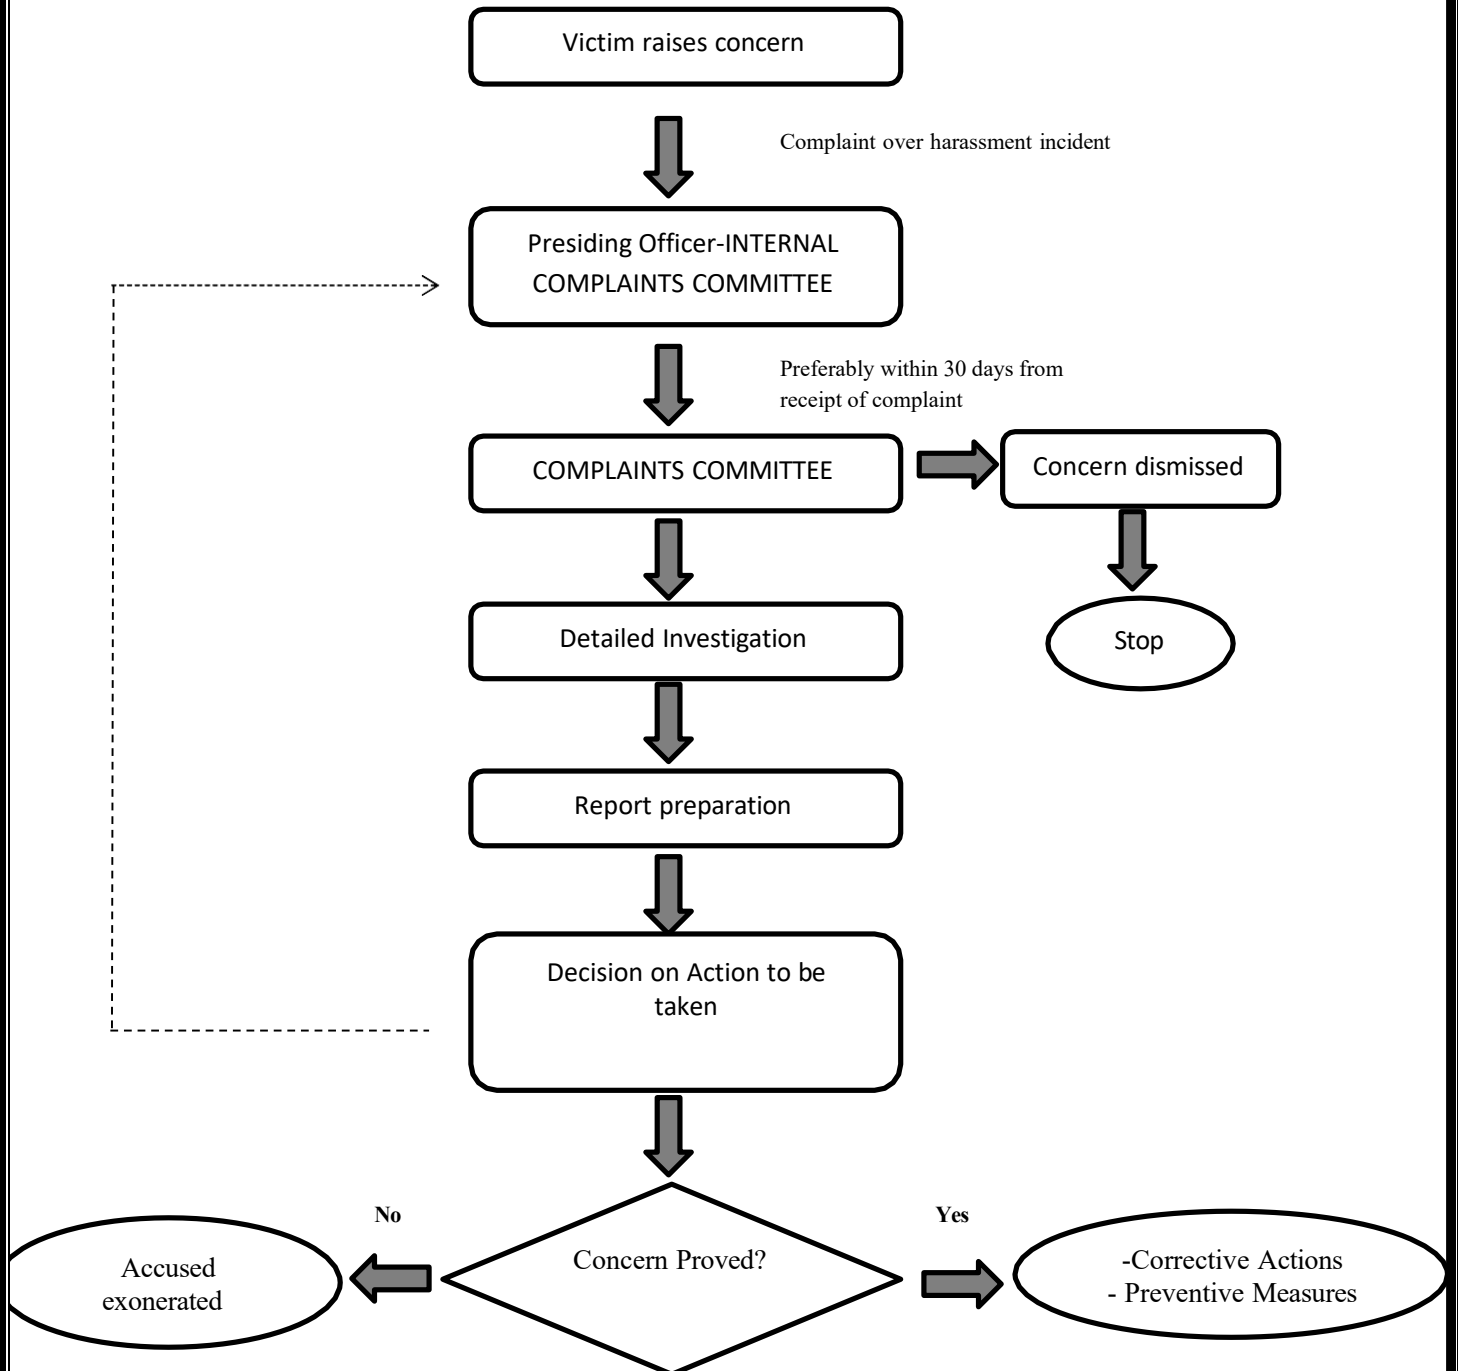 Victim raises concern
Complaint over harassment incident
Presiding Officer-INTERNAL
COMPLAINTS COMMITTEE
Preferably within 30 days from
receipt of complaint
COMPLAINTS COMMITTEE
Concern dismissed
Detailed Investigation
Stop
Report preparation
Decision on Action to be
taken
No
Yes
Concern Proved?
Accused
exonerated
-Corrective Actions
- Preventive Measures